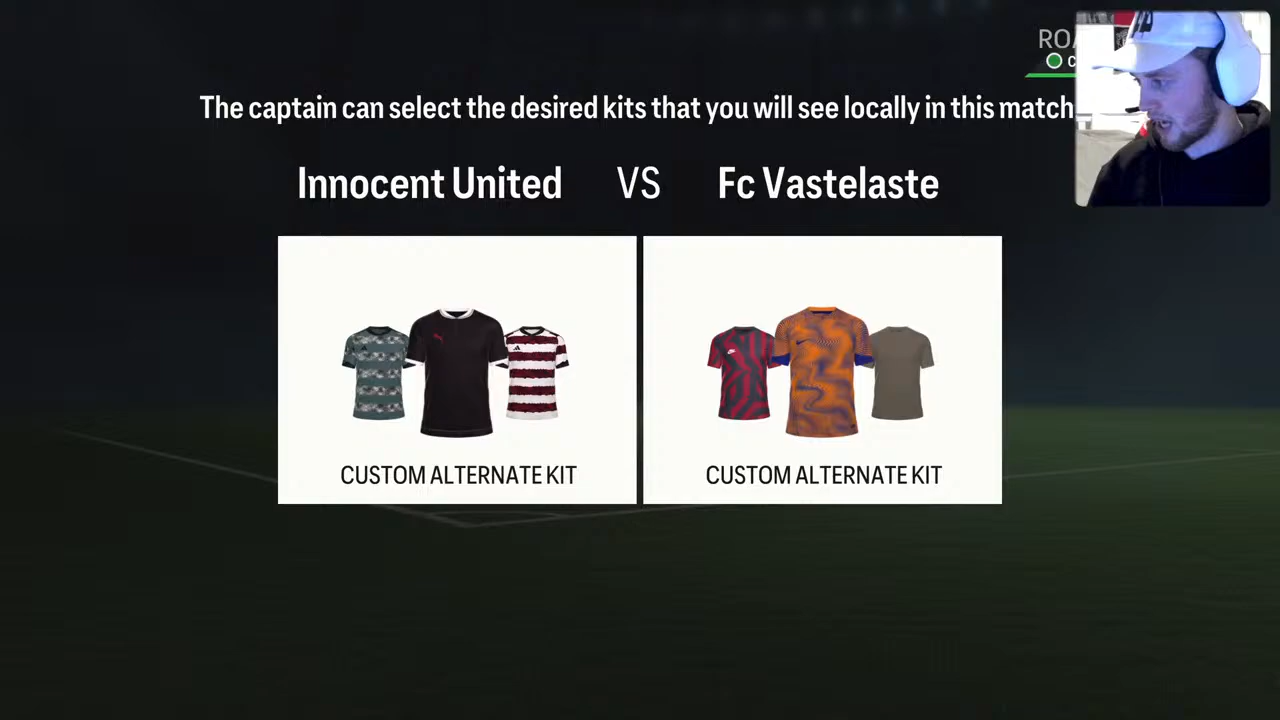 The captain can select the desired kits that you will see locally in this match
Innocent United VS Fc Vastelaste
CUSTOM ALTERNATE KIT CUSTOM ALTERNATE KIT